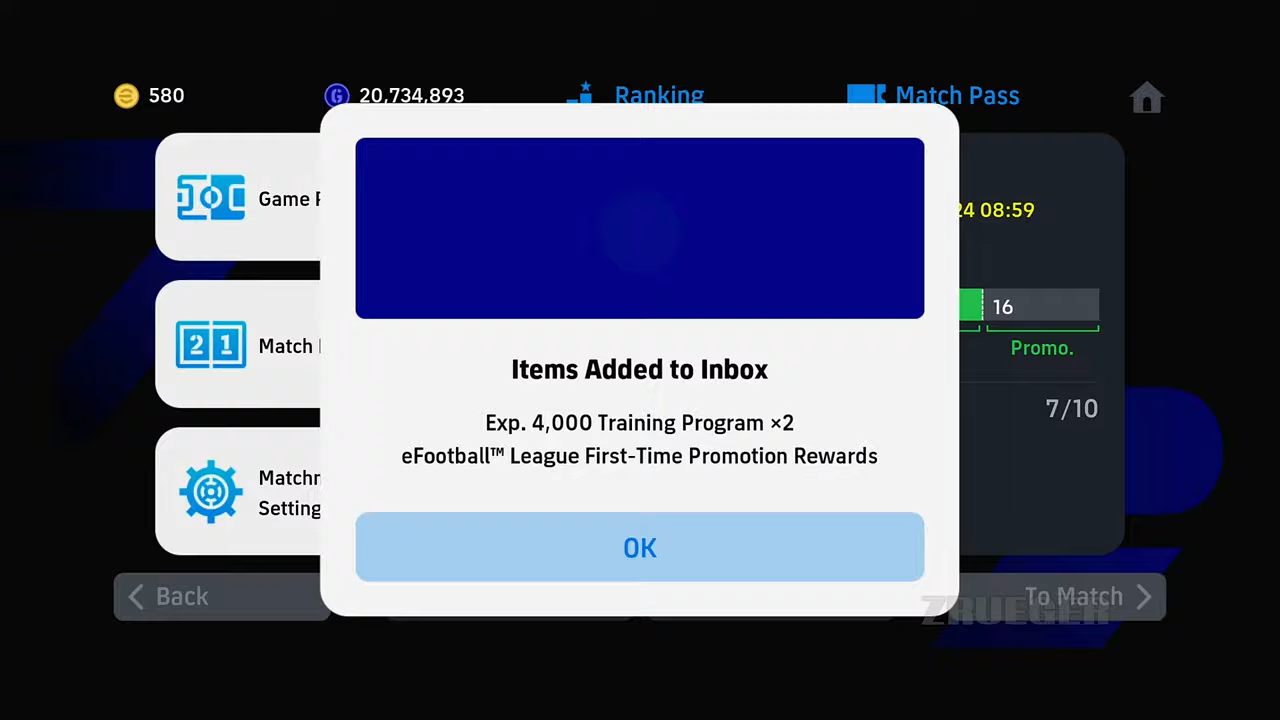 580
20,734,893
Ranking
Match Pass
Game
24 08:59
16
Promo.
Match
7/10
Items Added to Inbox
Exp. 4,000 Training Program ×2
eFootball™ League First-Time Promotion Rewards
Setting
OK
Back
To Match
ZRUEGER